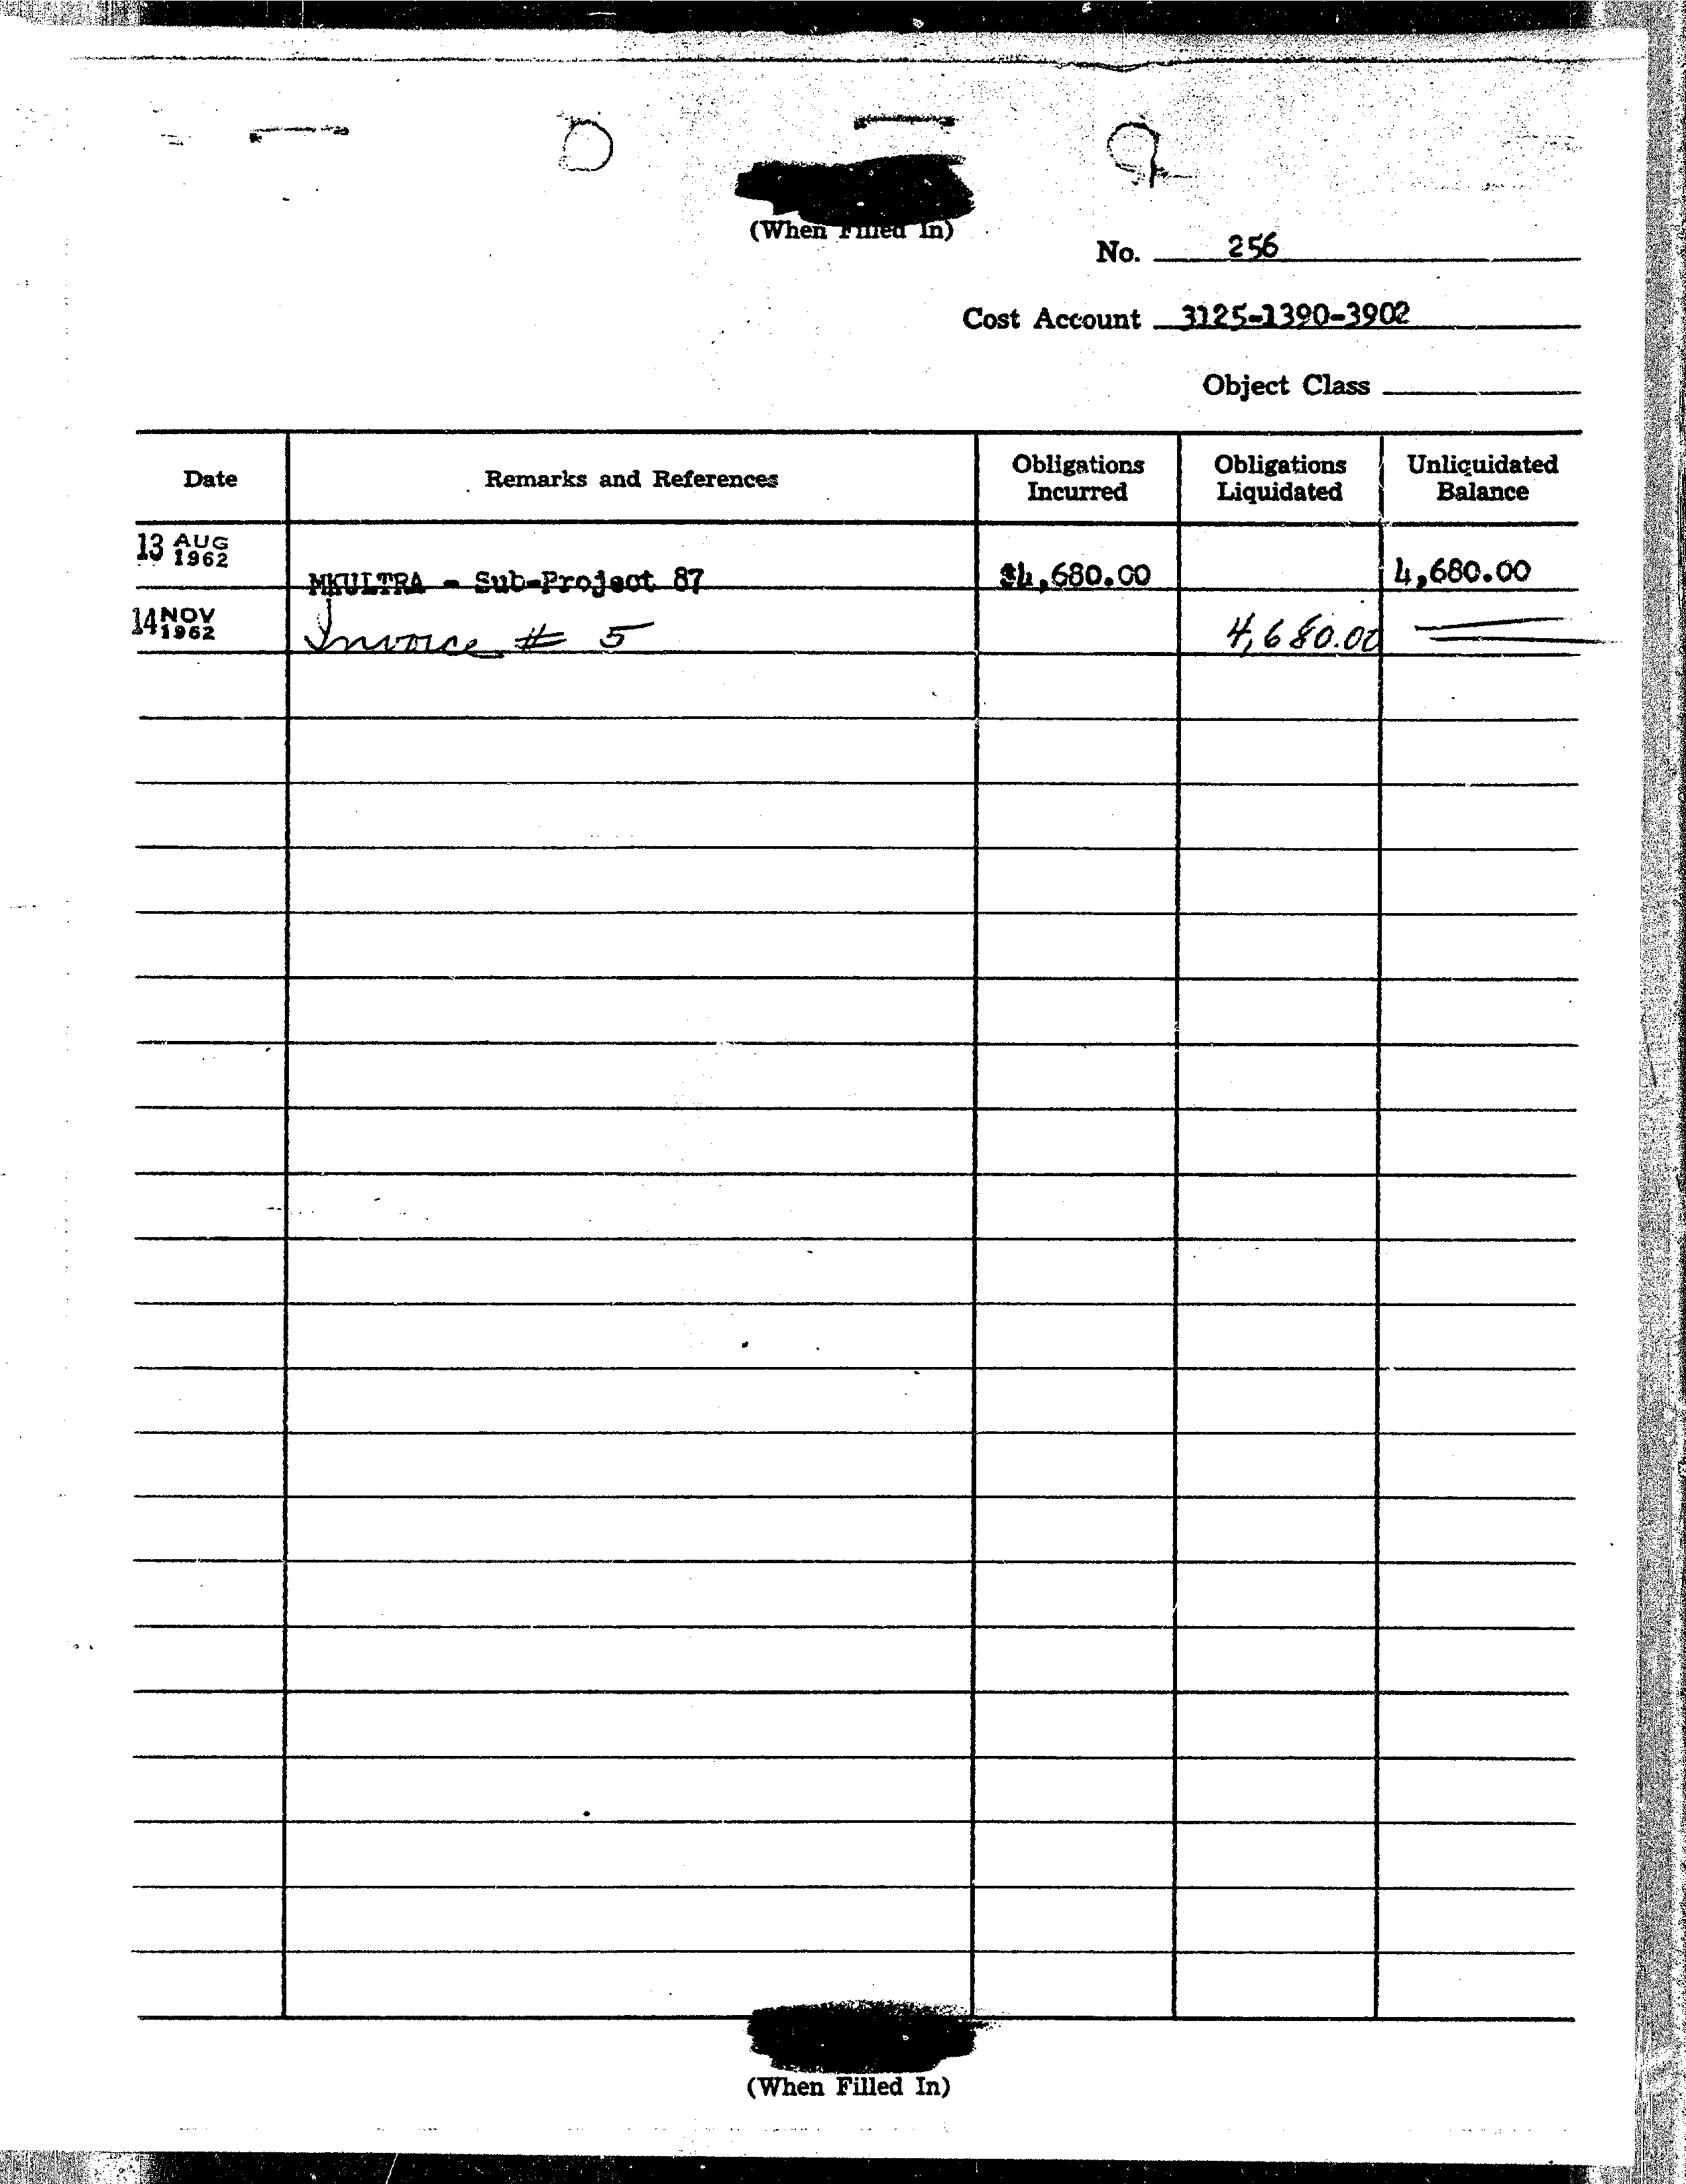 (When Filled In)
No. 256
Cost Account 3125-1390-3902
Object Class
Date Remarks and References Obligations Incurred Obligations Liquidated Unliquidated Balance
13 AUG 1962 MKULTRA - Sub-Project 87 $4,680.00 4,680.00
14 NOV 1962 Invoice # 5 4,680.00
(When Filled In)